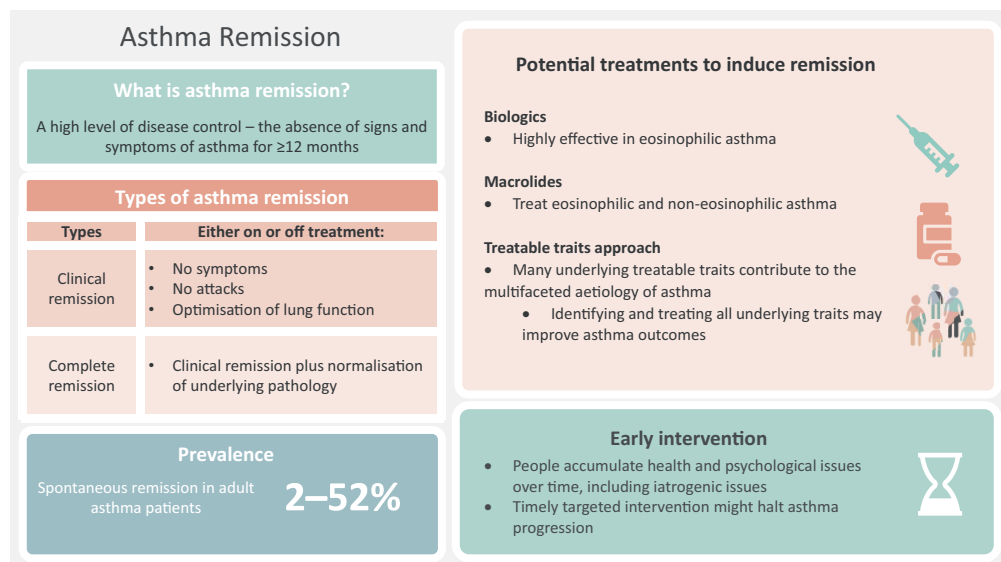 Asthma Remission
What is asthma remission?
A high level of disease control – the absence of signs and
symptoms of asthma for ≥12 months
Types of asthma remission
Types
Either on or off treatment:
Clinical
remission
• No symptoms
• No attacks
• Optimisation of lung function
Complete
remission
• Clinical remission plus normalisation
of underlying pathology
Prevalence
Spontaneous remission in adult
asthma patients
2–52%
Potential treatments to induce remission
Biologics
• Highly effective in eosinophilic asthma
Macrolides
• Treat eosinophilic and non-eosinophilic asthma
Treatable traits approach
• Many underlying treatable traits contribute to the
multifaceted aetiology of asthma
• Identifying and treating all underlying traits may
improve asthma outcomes
Early intervention
• People accumulate health and psychological issues
over time, including iatrogenic issues
• Timely targeted intervention might halt asthma
progression